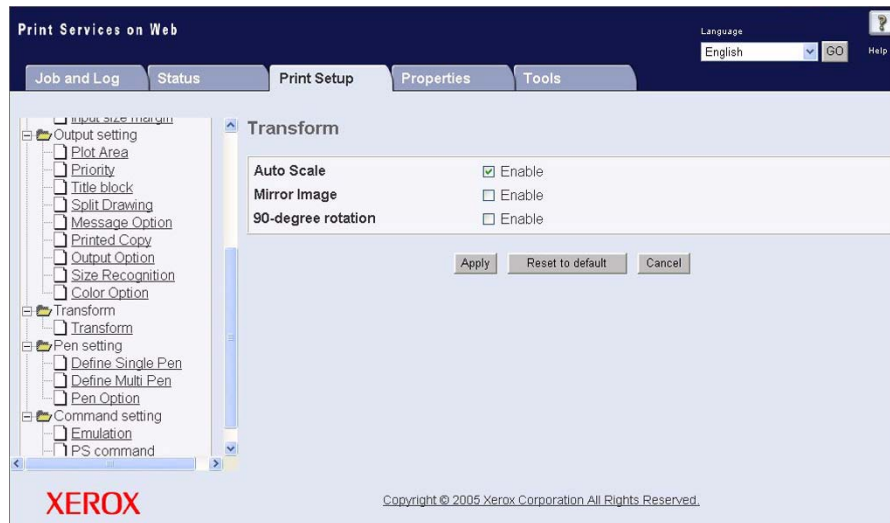 Print Services on Web
Language
English
GO
Help
Job and Log
Status
Print Setup
Properties
Tools
Input size margin
Output setting
Plot Area
Priority
Title block
Split Drawing
Message Option
Printed Copy
Output Option
Size Recognition
Color Option
Transform
Transform
Pen setting
Define Single Pen
Define Multi Pen
Pen Option
Command setting
Emulation
PS command
Transform
Auto Scale Enable
Mirror Image Enable
90-degree rotation Enable
Apply
Reset to default
Cancel
XEROX
Copyright © 2005 Xerox Corporation All Rights Reserved.